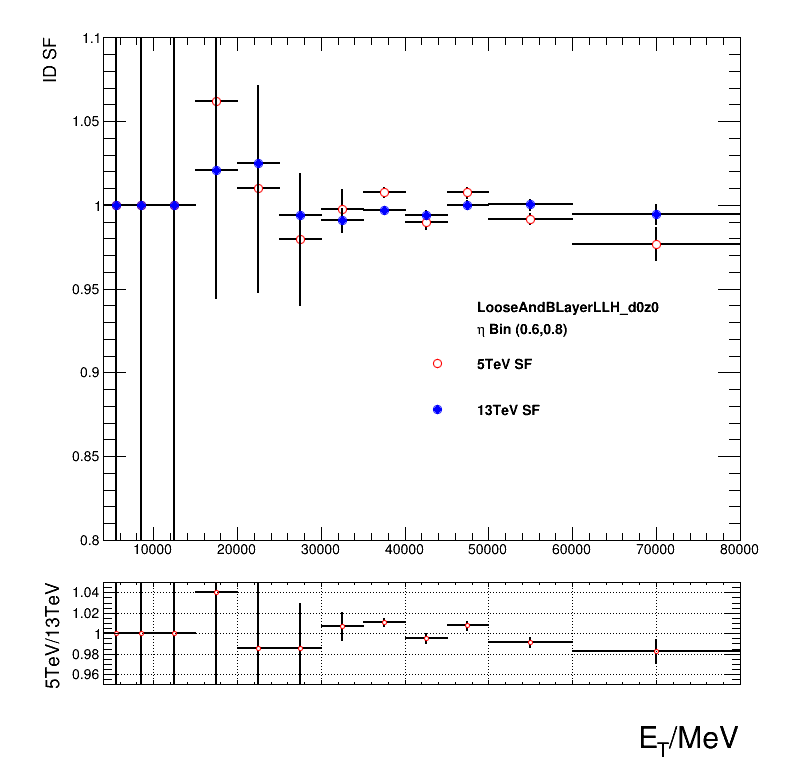 ID SF
1.1
1.05
1
0.95
0.9
0.85
0.8
LooseAndBLayerLLH_d0z0
η Bin (0.6,0.8)
5TeV SF
13TeV SF
10000 20000 30000 40000 50000 60000 70000 80000
5TeV/13TeV
1.04
1.02
1
0.98
0.96
E_T/MeV